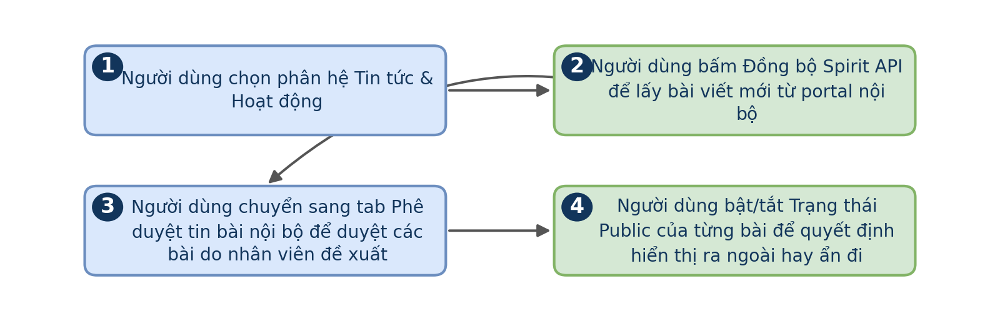 1
Người dùng chọn phân hệ Tin tức &
Hoạt động
2
Người dùng bấm Đồng bộ Spirit API
để lấy bài viết mới từ portal nội
bộ
3
Người dùng chuyển sang tab Phê
duyệt tin bài nội bộ để duyệt các
bài do nhân viên đề xuất
4
Người dùng bật/tắt Trạng thái
Public của từng bài để quyết định
hiển thị ra ngoài hay ẩn đi